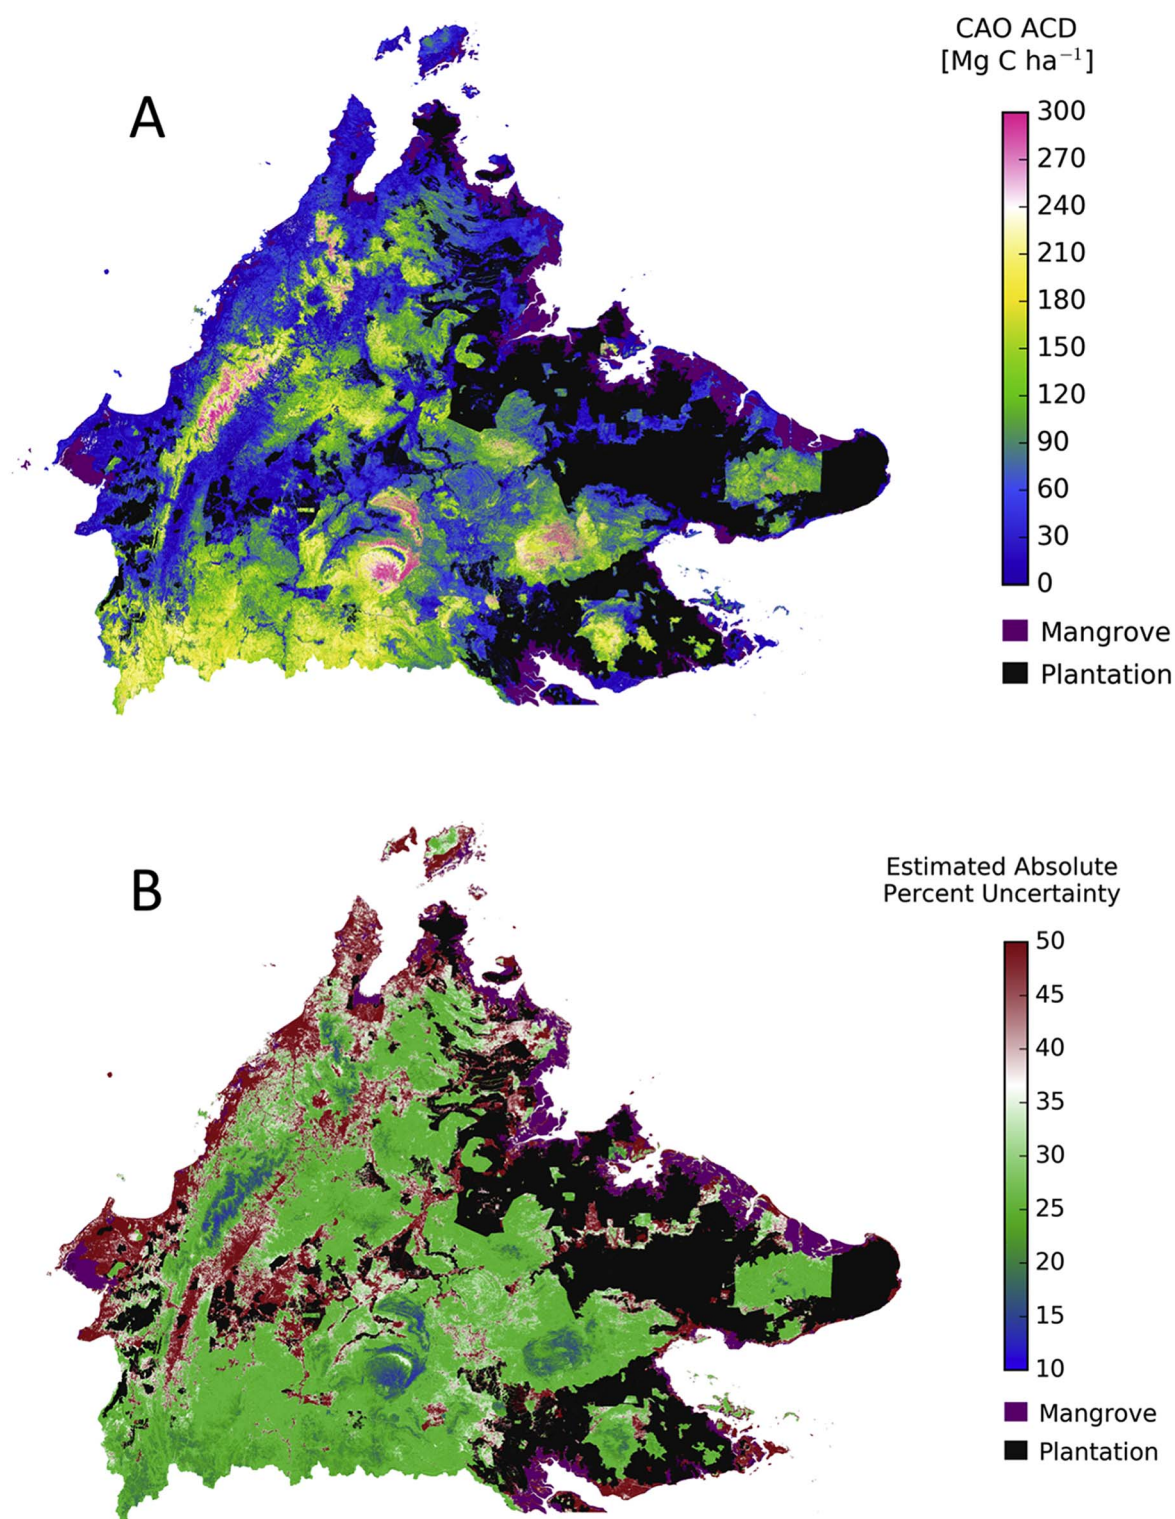 A
CAO ACD
[Mg C ha⁻¹]
300
270
240
210
180
150
120
90
60
30
0
Mangrove
Plantation
B
Estimated Absolute
Percent Uncertainty
50
45
40
35
30
25
20
15
10
Mangrove
Plantation